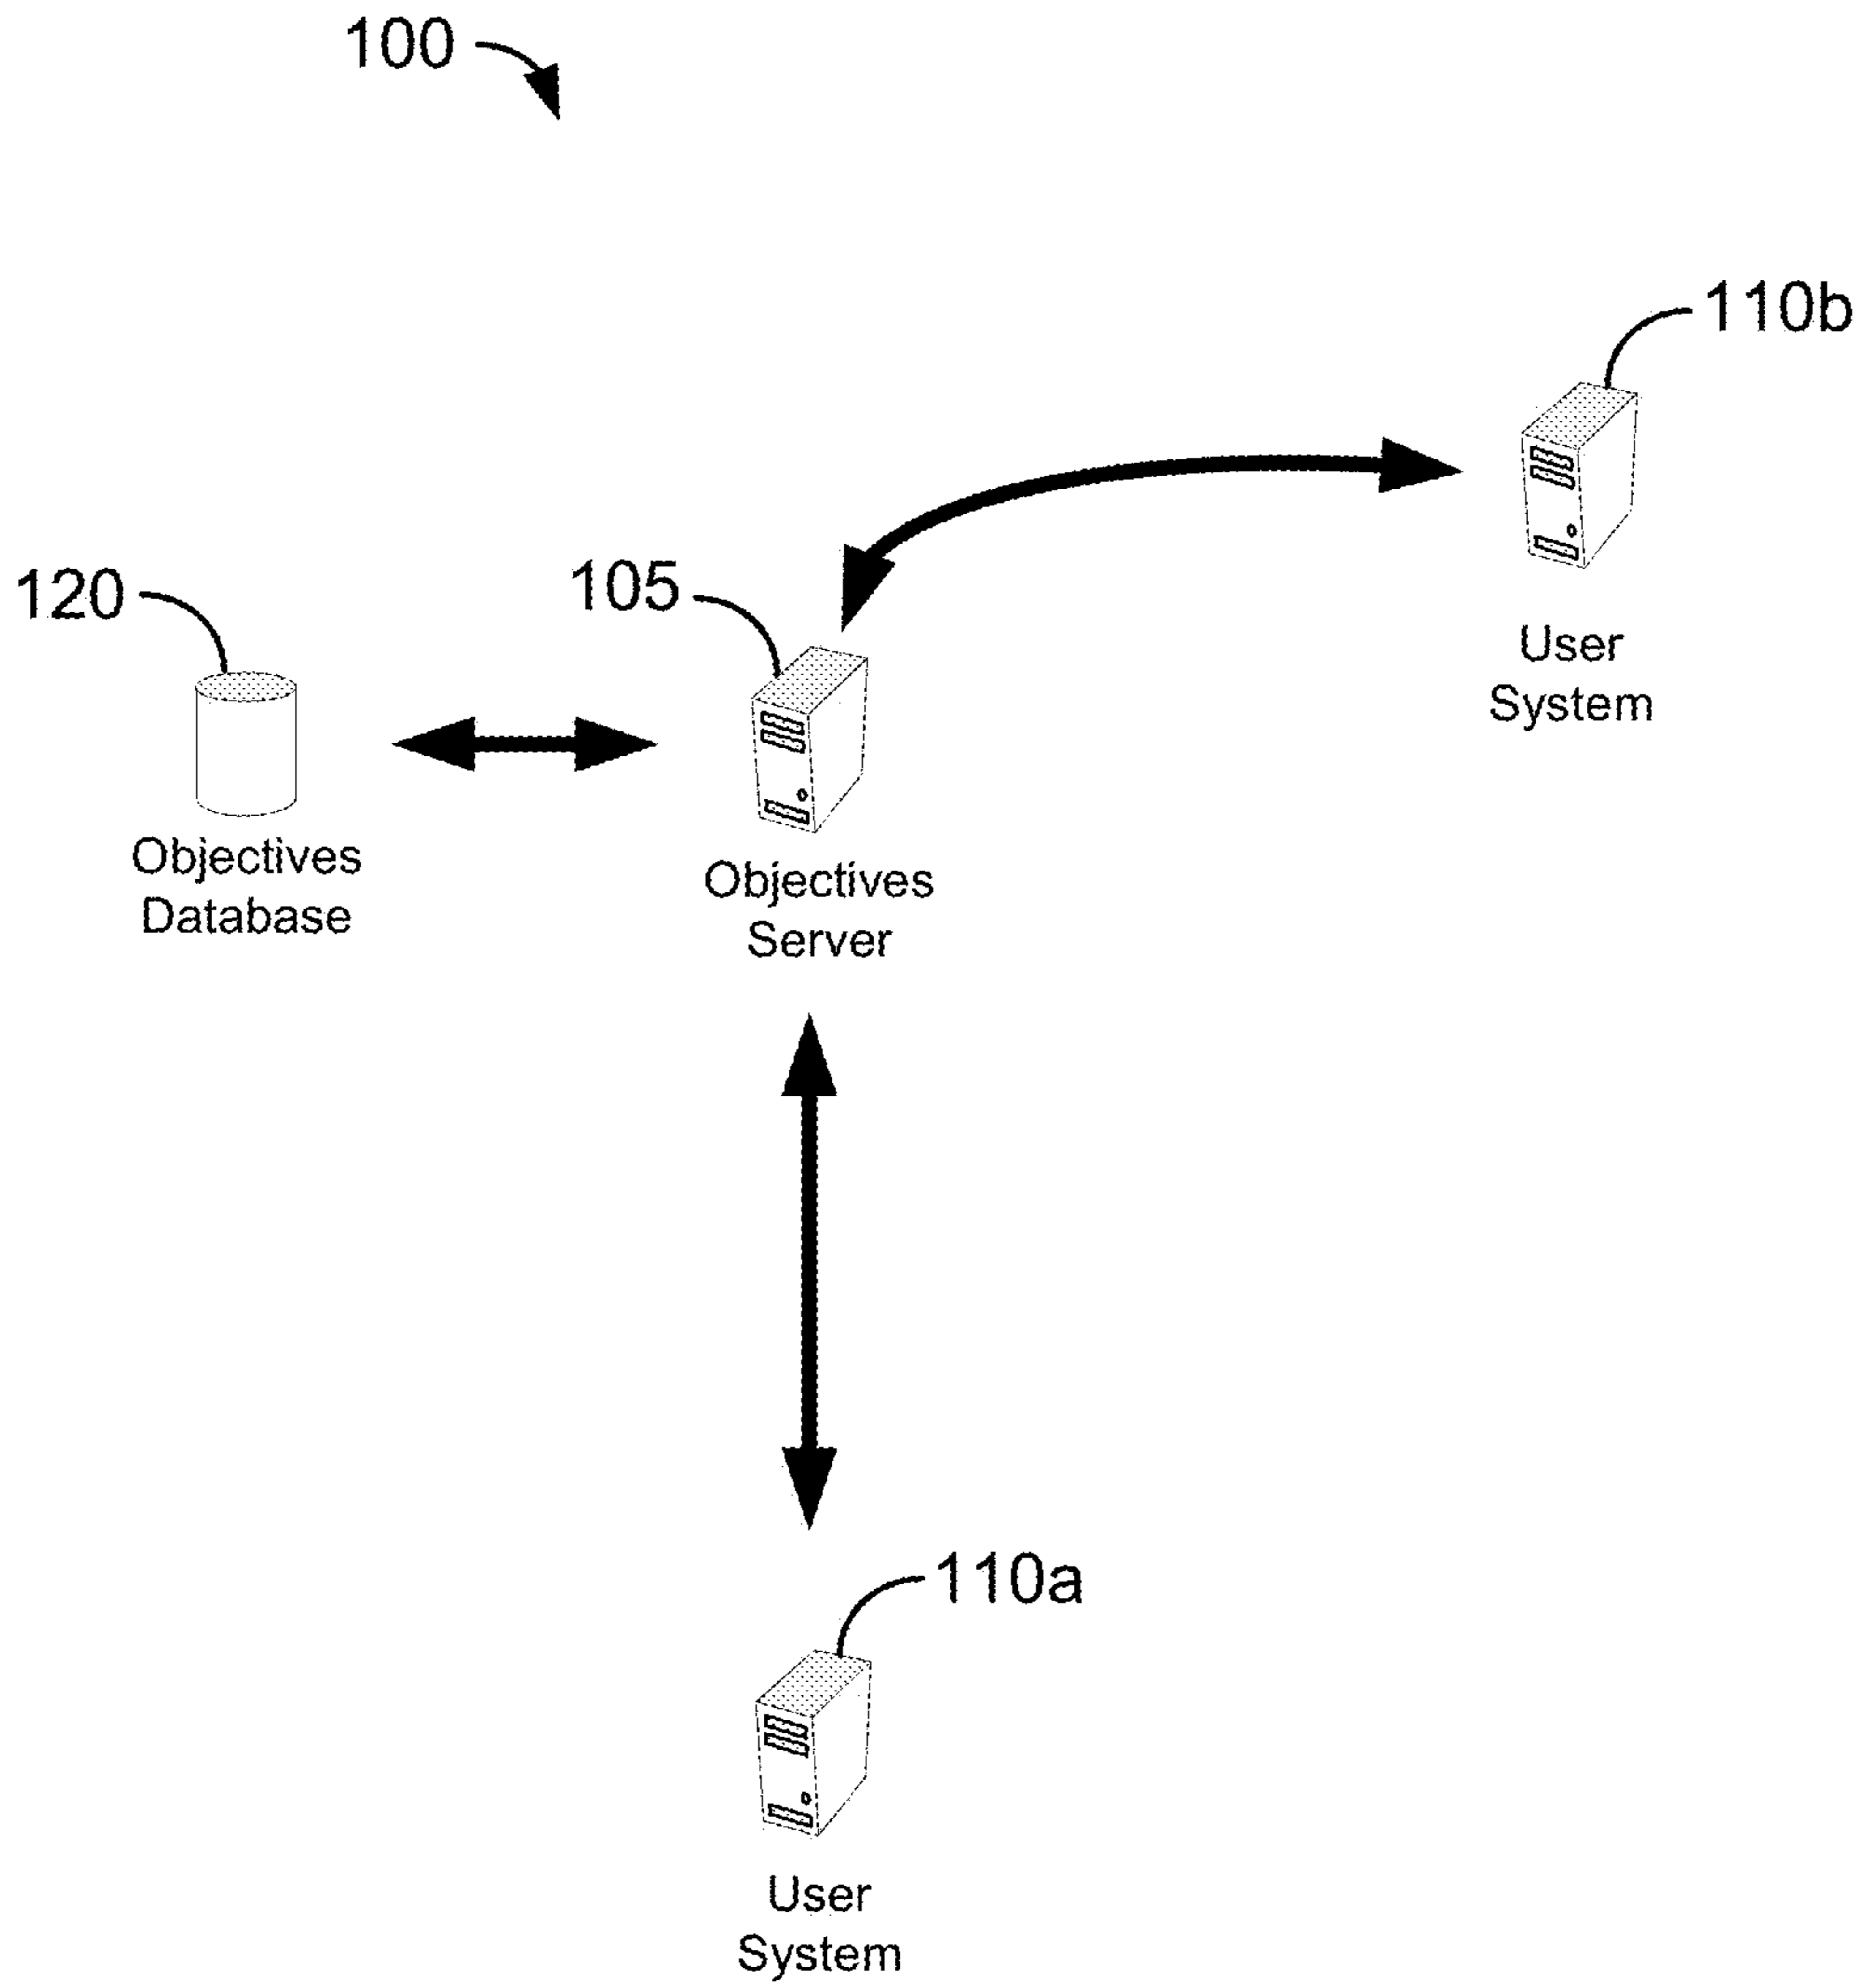 100
110b
120
105
User
System
Objectives
Database
Objectives
Server
110a
User
System